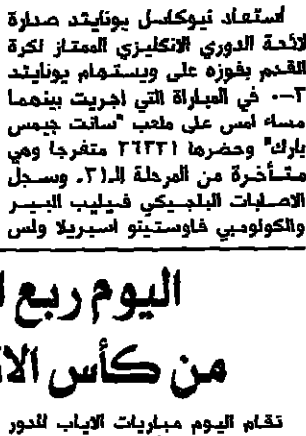 استعاد نيوكاسل يونايتد صدارة
لائحة الدوري الانكليزي الممتاز لكرة
القدم بفوزه على ويستهام يونايتد
٣-٠ في المباراة التي اجريت بينهما
مساء امس على ملعب "سانت جيمس
بارك" وحضرها ٣٦٣٣١ متفرجا وهي
متأخرة من المرحلة الـ٣١. وسجل
الاصابات البلجيكي فيليب البير
والكولومبي فاوستينو اسبريلا ولس
اليوم ربع
من كأس
تقام اليوم مباريات الاياب للدور